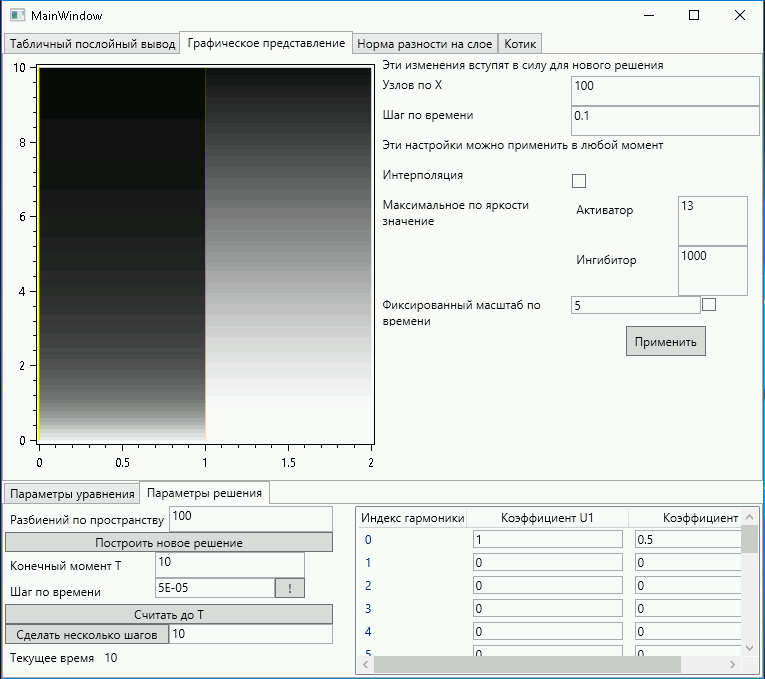 MainWindow
Табличный послойный вывод
Графическое представление
Норма разности на слое
Котик
10
8
6
4
2
0
0
0.5
1
1.5
2
Эти изменения вступят в силу для нового решения
Узлов по X
100
Шаг по времени
0.1
Эти настройки можно применить в любой момент
Интерполяция
Максимальное по яркости
значение
Активатор
13
Ингибитор
1000
Фиксированный масштаб по
времени
5
Применить
Параметры уравнения
Параметры решения
Разбиений по пространству
100
Построить новое решение
Конечный момент T
10
Шаг по времени
5E-05
!
Считать до T
Сделать несколько шагов
10
Текущее время 10
Индекс гармоники
Коэффициент U1
Коэффициент
0
1
0.5
1
0
0
2
0
0
3
0
0
4
0
0
5
0
0